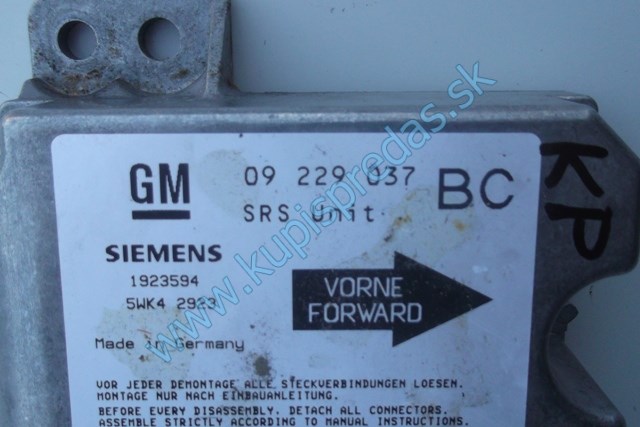 GM 09 229 037 BC
SRS Unit
SIEMENS
1923594
5WK4 2923
VORNE
FORWARD
Made in Germany
VOR JEDER DEMONTAGE ALLE STECKVERBINDUNGEN LOESEN.
MONTAGE NUR NACH EINBAUANLEITUNG.
BEFORE EVERY DISASSEMBLY, DETACH ALL CONNECTORS.
ASSEMBLE STRICTLY ACCORDING TO MANUAL INSTRUCTIONS.
KP
www.kupispredas.sk